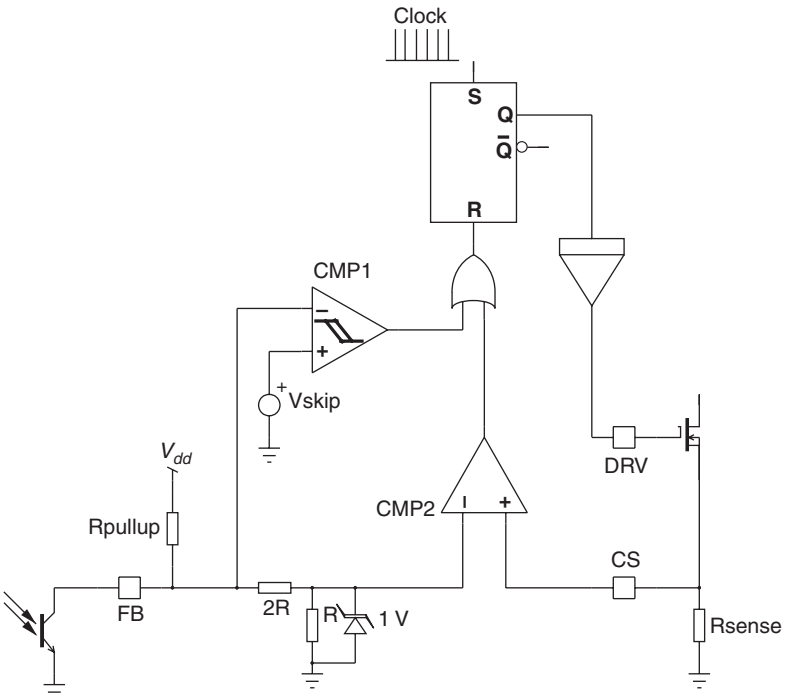 Clock
S
Q
Q̅
R
CMP1
−
+
+
Vskip
DRV
Vdd
CMP2
− +
Rpullup
CS
FB
2R
R
1 V
Rsense